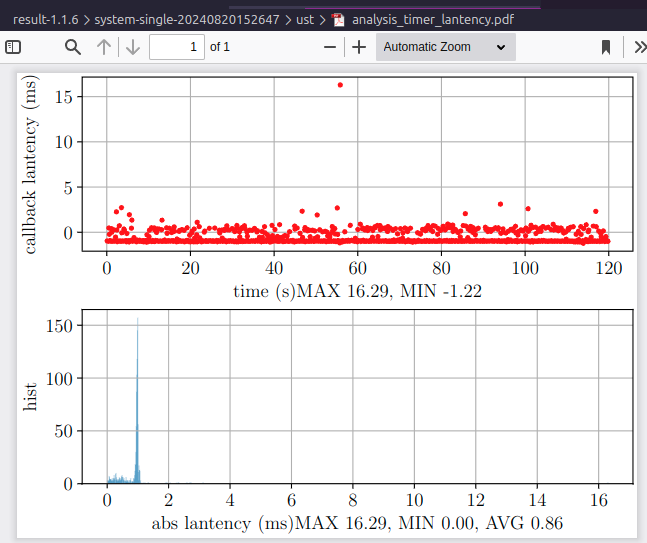 result-1.1.6 > system-single-20240820152647 > ust > analysis_timer_lantency.pdf
1 of 1 Automatic Zoom
callback lantency (ms)
15
10
5
0
0 20 40 60 80 100 120
time (s)MAX 16.29, MIN -1.22
hist
150
100
50
0
0 2 4 6 8 10 12 14 16
abs lantency (ms)MAX 16.29, MIN 0.00, AVG 0.86